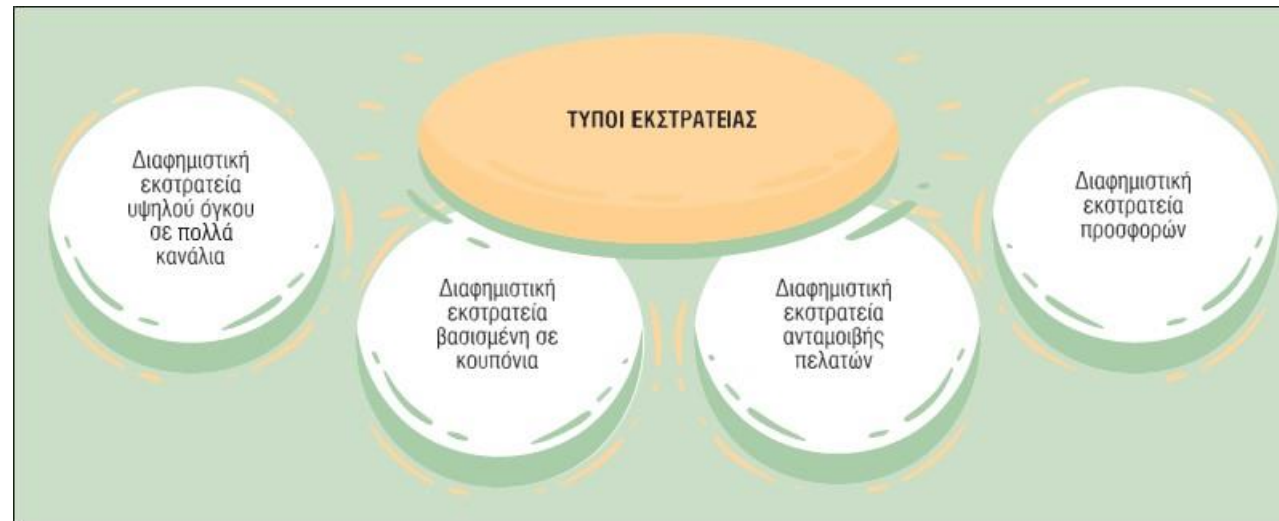 ΤΥΠΟΙ ΕΚΣΤΡΑΤΕΙΑΣ
Διαφημιστική
εκστρατεία
υψηλού όγκου
σε πολλά
κανάλια
Διαφημιστική
εκστρατεία
βασισμένη σε
κουπόνια
Διαφημιστική
εκστρατεία
ανταμοιβής
πελατών
Διαφημιστική
εκστρατεία
προσφορών